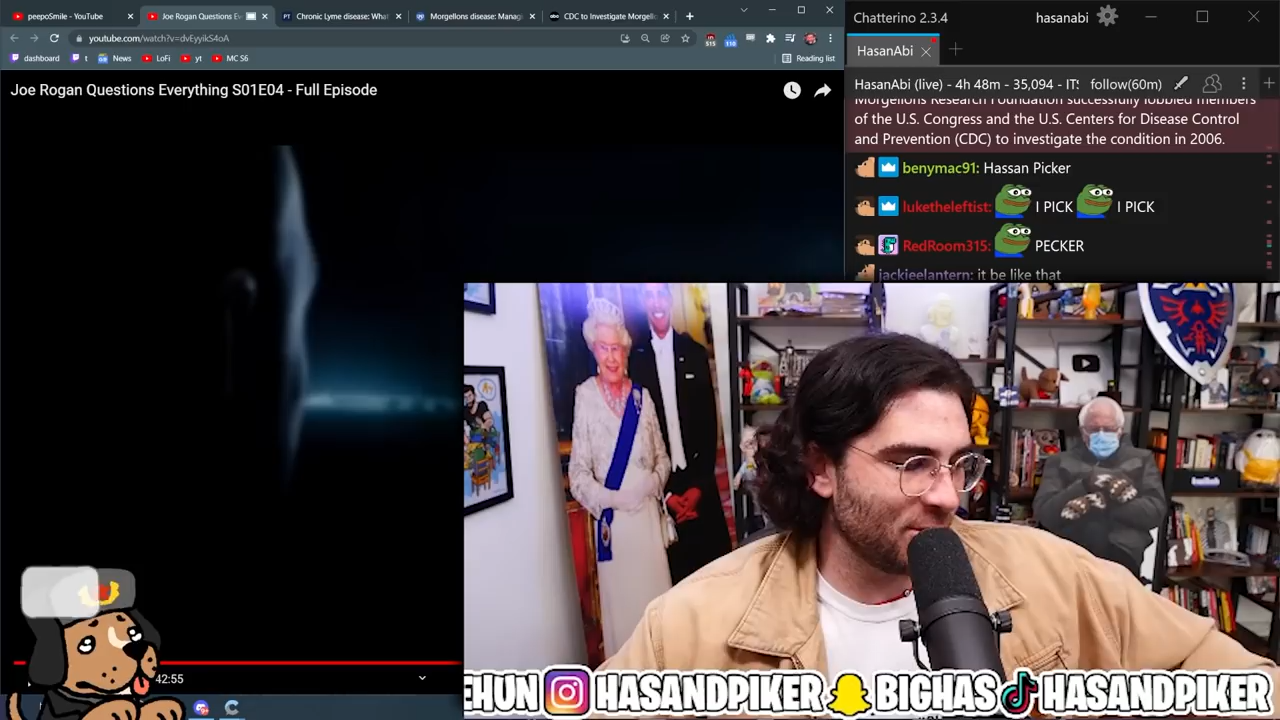 peepoSmile - YouTube
Joe Rogan Questions Ev
Chronic Lyme disease: What
Morgellons disease: Manag
CDC to Investigate Morgello
youtube.com/watch?v=dvEyyikS4oA
dashboard
t
News
LoFi
yt
MC S6
Reading list
Joe Rogan Questions Everything S01E04 - Full Episode
42:55
Chatterino 2.3.4
hasanabi
HasanAbi
HasanAbi (live) - 4h 48m - 35,094 - IT'
follow(60m)
Morgellons Research Foundation successfully lobbied members
of the U.S. Congress and the U.S. Centers for Disease Control
and Prevention (CDC) to investigate the condition in 2006.
benymac91: Hassan Picker
luketheleftist: I PICK I PICK
RedRoom315: PECKER
jackieelantern: it be like that
A+
EHUN HASANDPIKER BIGHAS HASANDPIKER